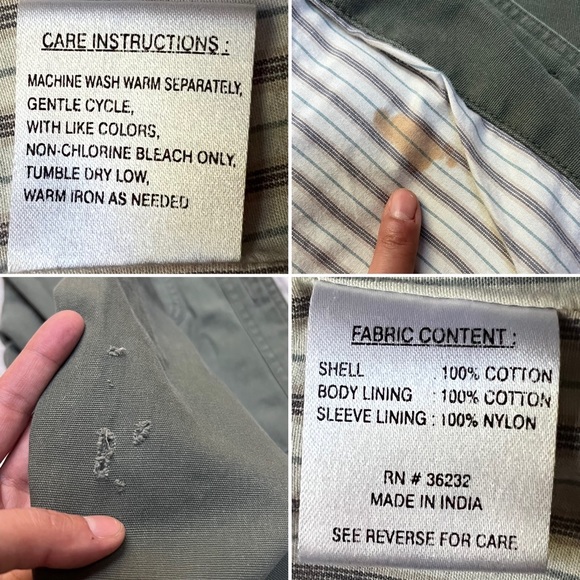 CARE INSTRUCTIONS :
MACHINE WASH WARM SEPARATELY,
GENTLE CYCLE,
WITH LIKE COLORS,
NON-CHLORINE BLEACH ONLY,
TUMBLE DRY LOW,
WARM IRON AS NEEDED
FABRIC CONTENT :
SHELL : 100% COTTON
BODY LINING : 100% COTTON
SLEEVE LINING : 100% NYLON
RN # 36232
MADE IN INDIA
SEE REVERSE FOR CARE